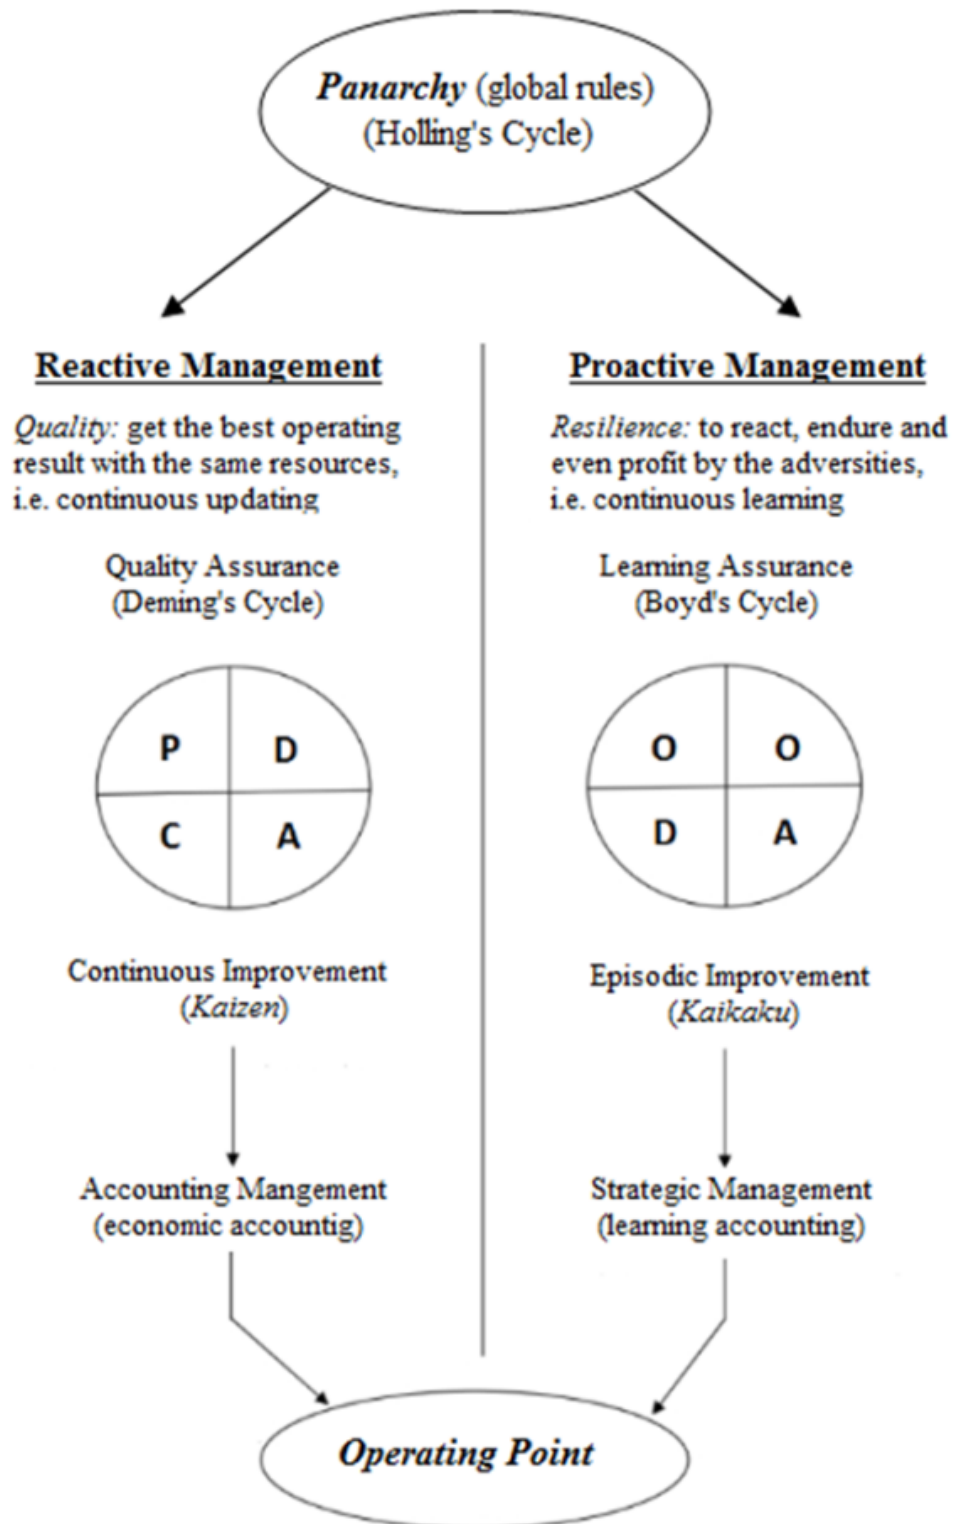 Panarchy (global rules)
(Holling's Cycle)
Reactive Management
Quality: get the best operating
result with the same resources,
i.e. continuous updating
Quality Assurance
(Deming's Cycle)
P D
C A
Continuous Improvement
(Kaizen)
Accounting Mangement
(economic accountig)
Proactive Management
Resilience: to react, endure and
even profit by the adversities,
i.e. continuous learning
Learning Assurance
(Boyd's Cycle)
O O
D A
Episodic Improvement
(Kaikaku)
Strategic Management
(learning accounting)
Operating Point